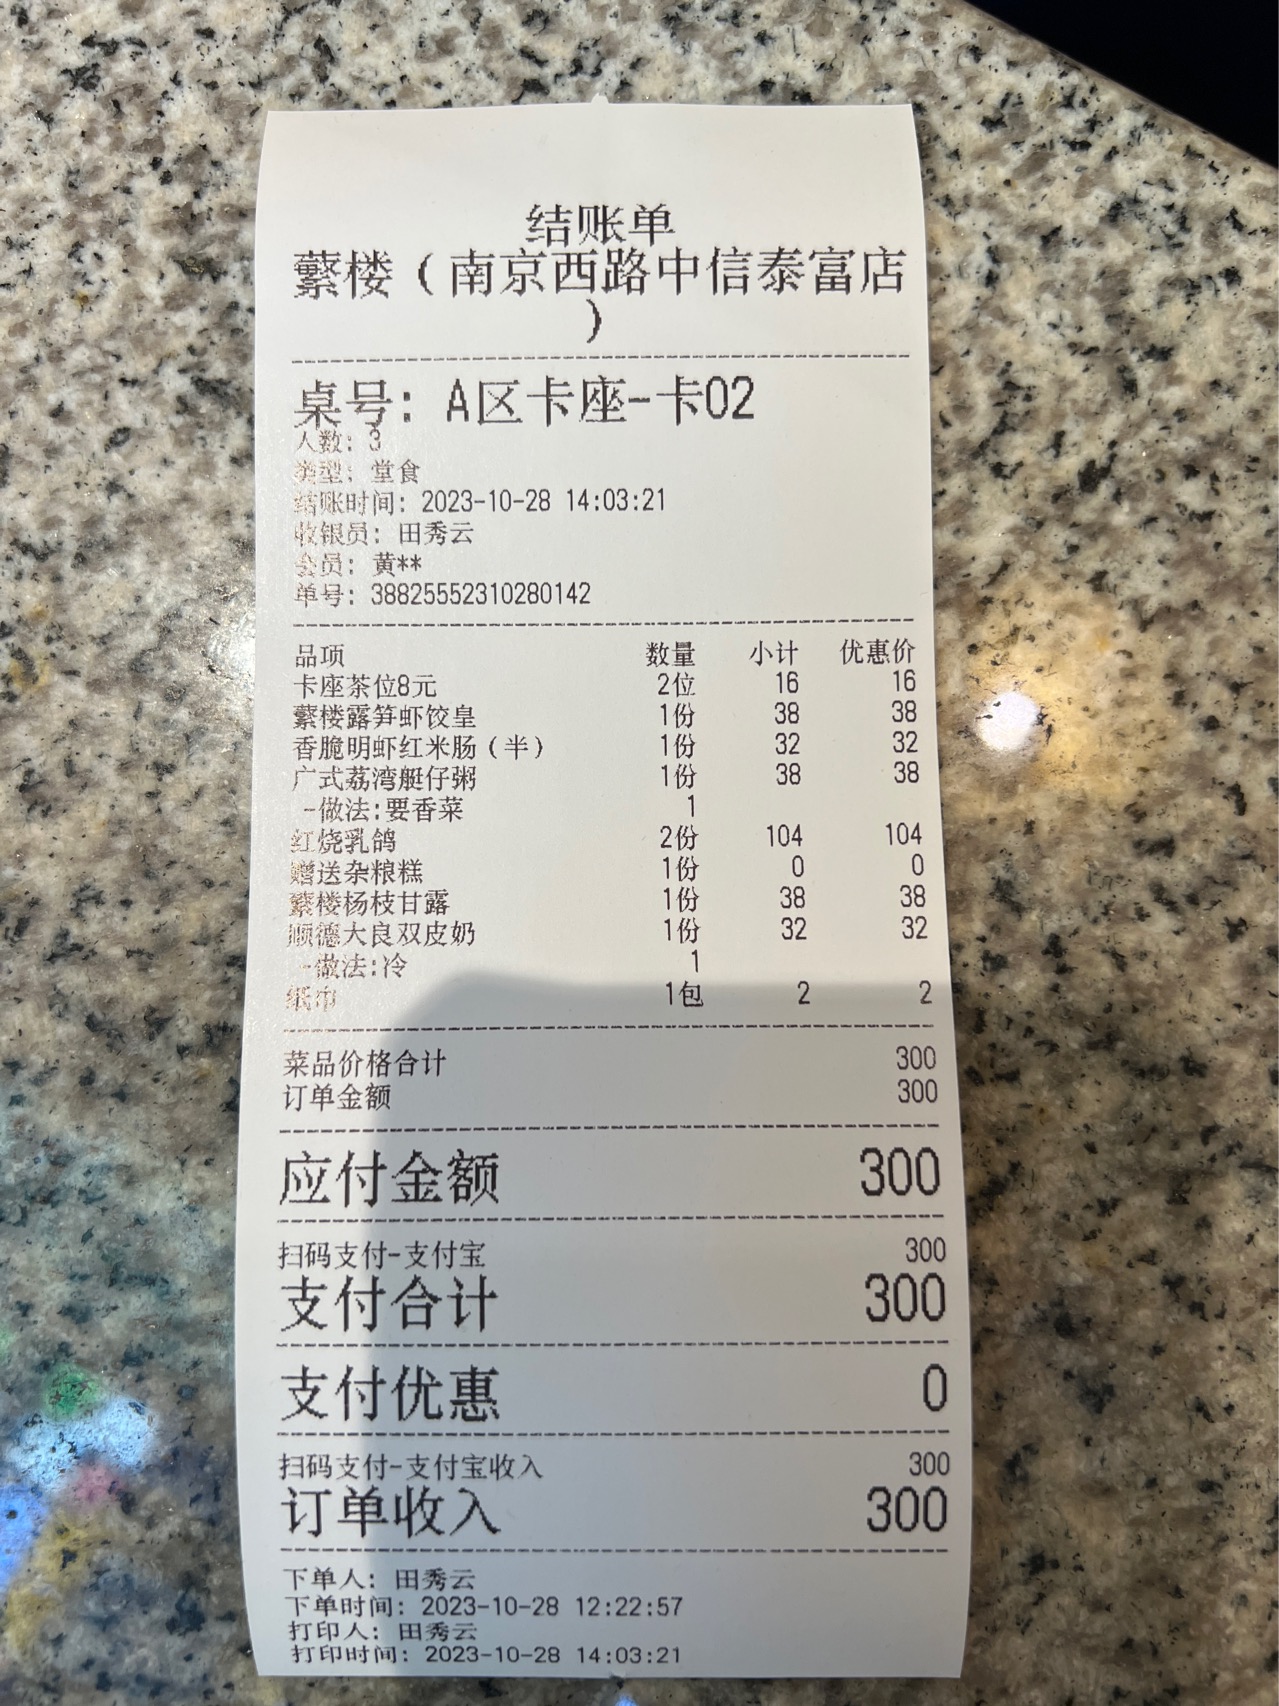 结账单
蘩楼（南京西路中信泰富店
）
桌号：A区卡座-卡02
人数：3
类型：堂食
结账时间：2023-10-28 14:03:21
收银员：田秀云
会员：黄**
单号：38825552310280142
品项 数量 小计 优惠价
卡座茶位8元 2位 16 16
蘩楼露笋虾饺皇 1份 38 38
香脆明虾红米肠（半） 1份 32 32
广式荔湾艇仔粥 1份 38 38
-做法:要香菜 1
红烧乳鸽 2份 104 104
赠送杂粮糕 1份 0 0
蘩楼杨枝甘露 1份 38 38
顺德大良双皮奶 1份 32 32
-做法:冷 1
纸巾 1包 2 2
菜品价格合计 300
订单金额 300
应付金额 300
扫码支付-支付宝 300
支付合计 300
支付优惠 0
扫码支付-支付宝收入 300
订单收入 300
下单人：田秀云
下单时间：2023-10-28 12:22:57
打印人：田秀云
打印时间：2023-10-28 14:03:21